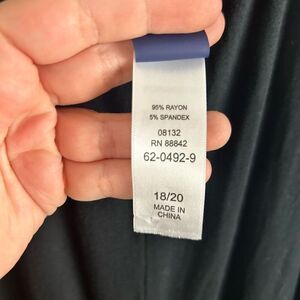 95% RAYON
5% SPANDEX
08132
RN 88842
62-0492-9
18/20
MADE IN
CHINA